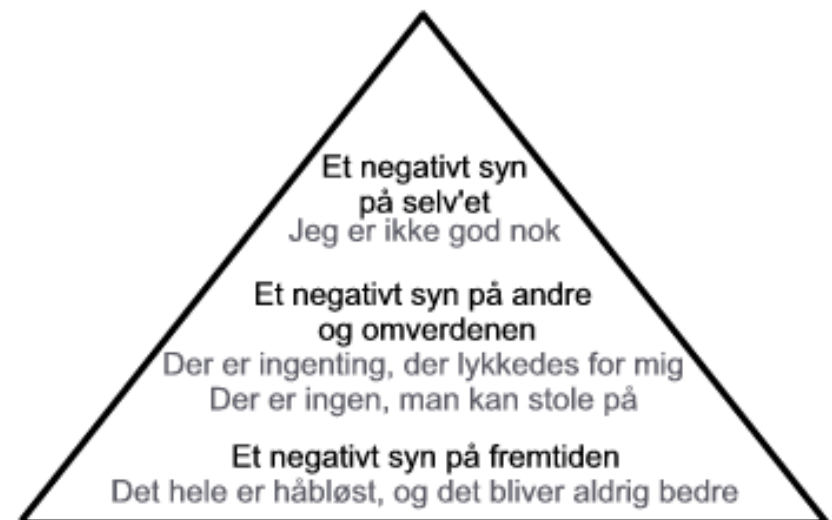 Et negativt syn
på selv'et
Jeg er ikke god nok
Et negativt syn på andre
og omverdenen
Der er ingenting, der lykkedes for mig
Der er ingen, man kan stole på
Et negativt syn på fremtiden
Det hele er håbløst, og det bliver aldrig bedre